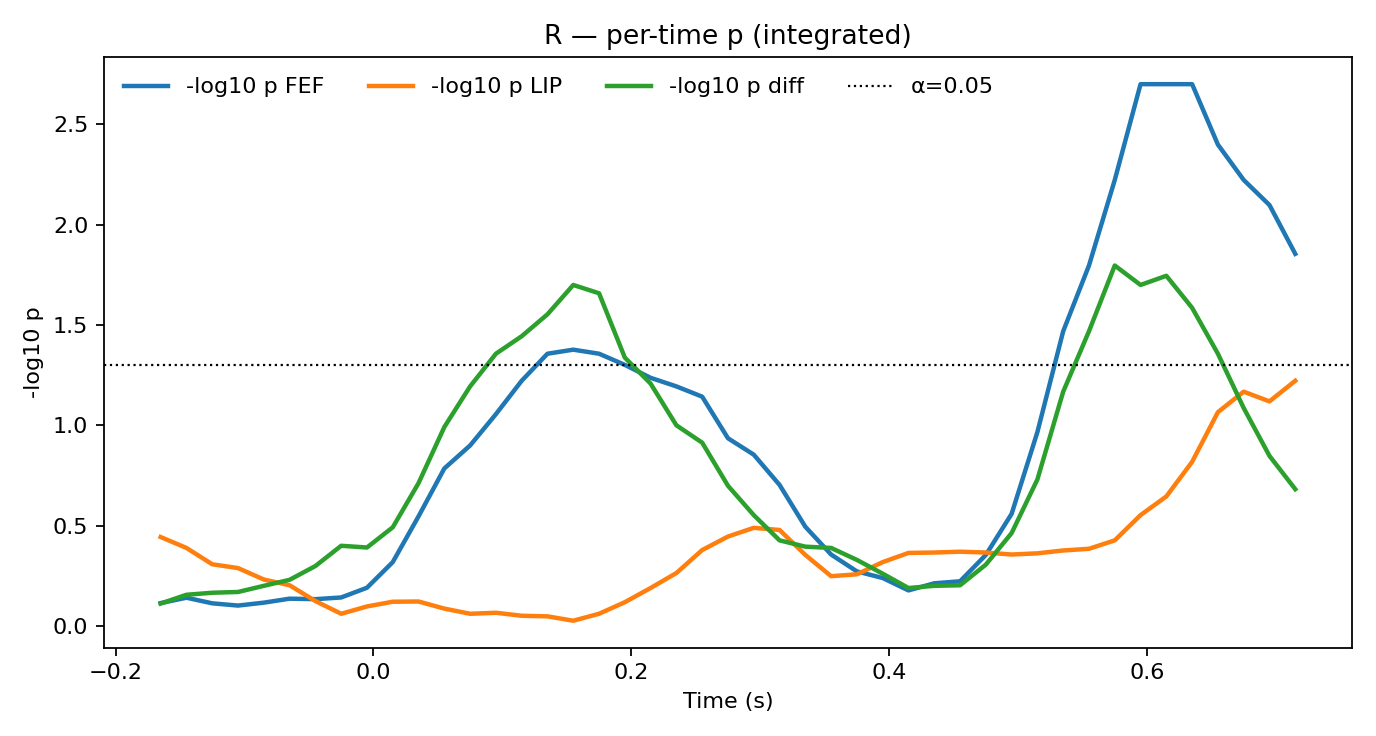 R — per-time p (integrated)
-log10 p FEF -log10 p LIP -log10 p diff α=0.05
-log10 p
2.5
2.0
1.5
1.0
0.5
0.0
−0.2 0.0 0.2 0.4 0.6
Time (s)